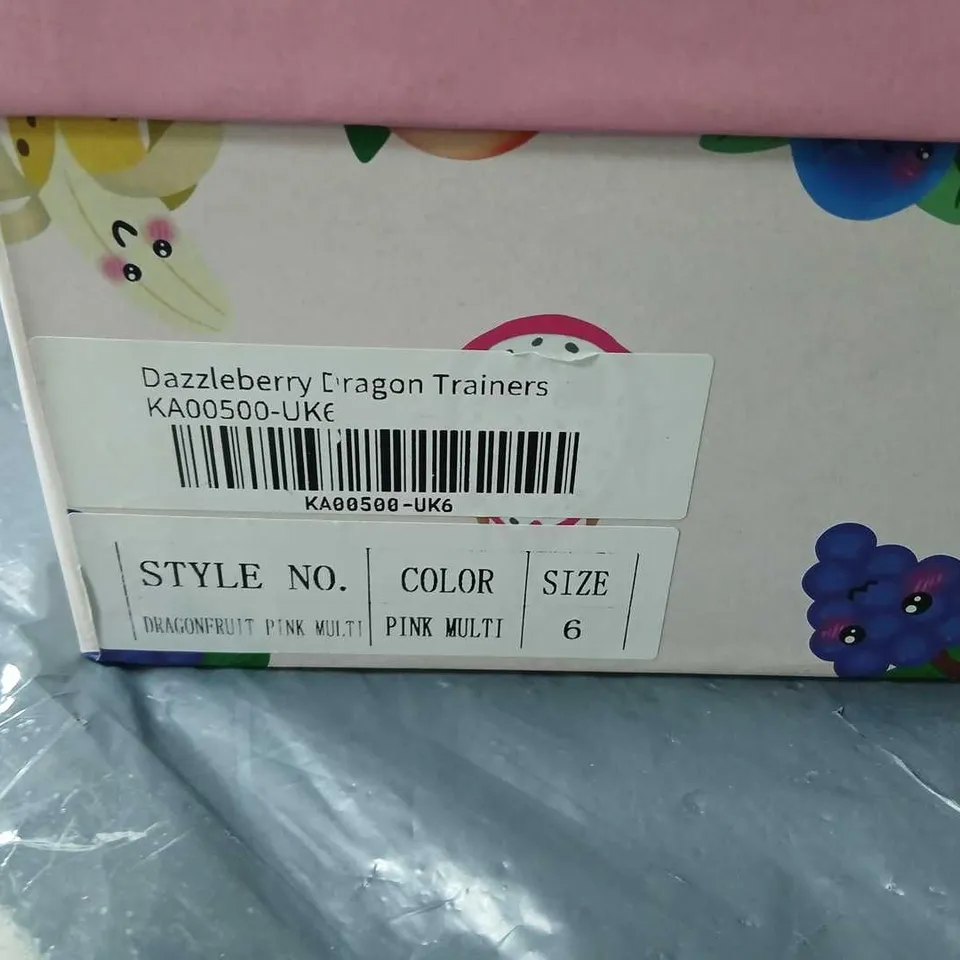 Dazzleberry Dragon Trainers
KA00500-UK6
KA00500-UK6
STYLE NO. COLOR SIZE
DRAGONFRUIT PINK MULTI PINK MULTI 6